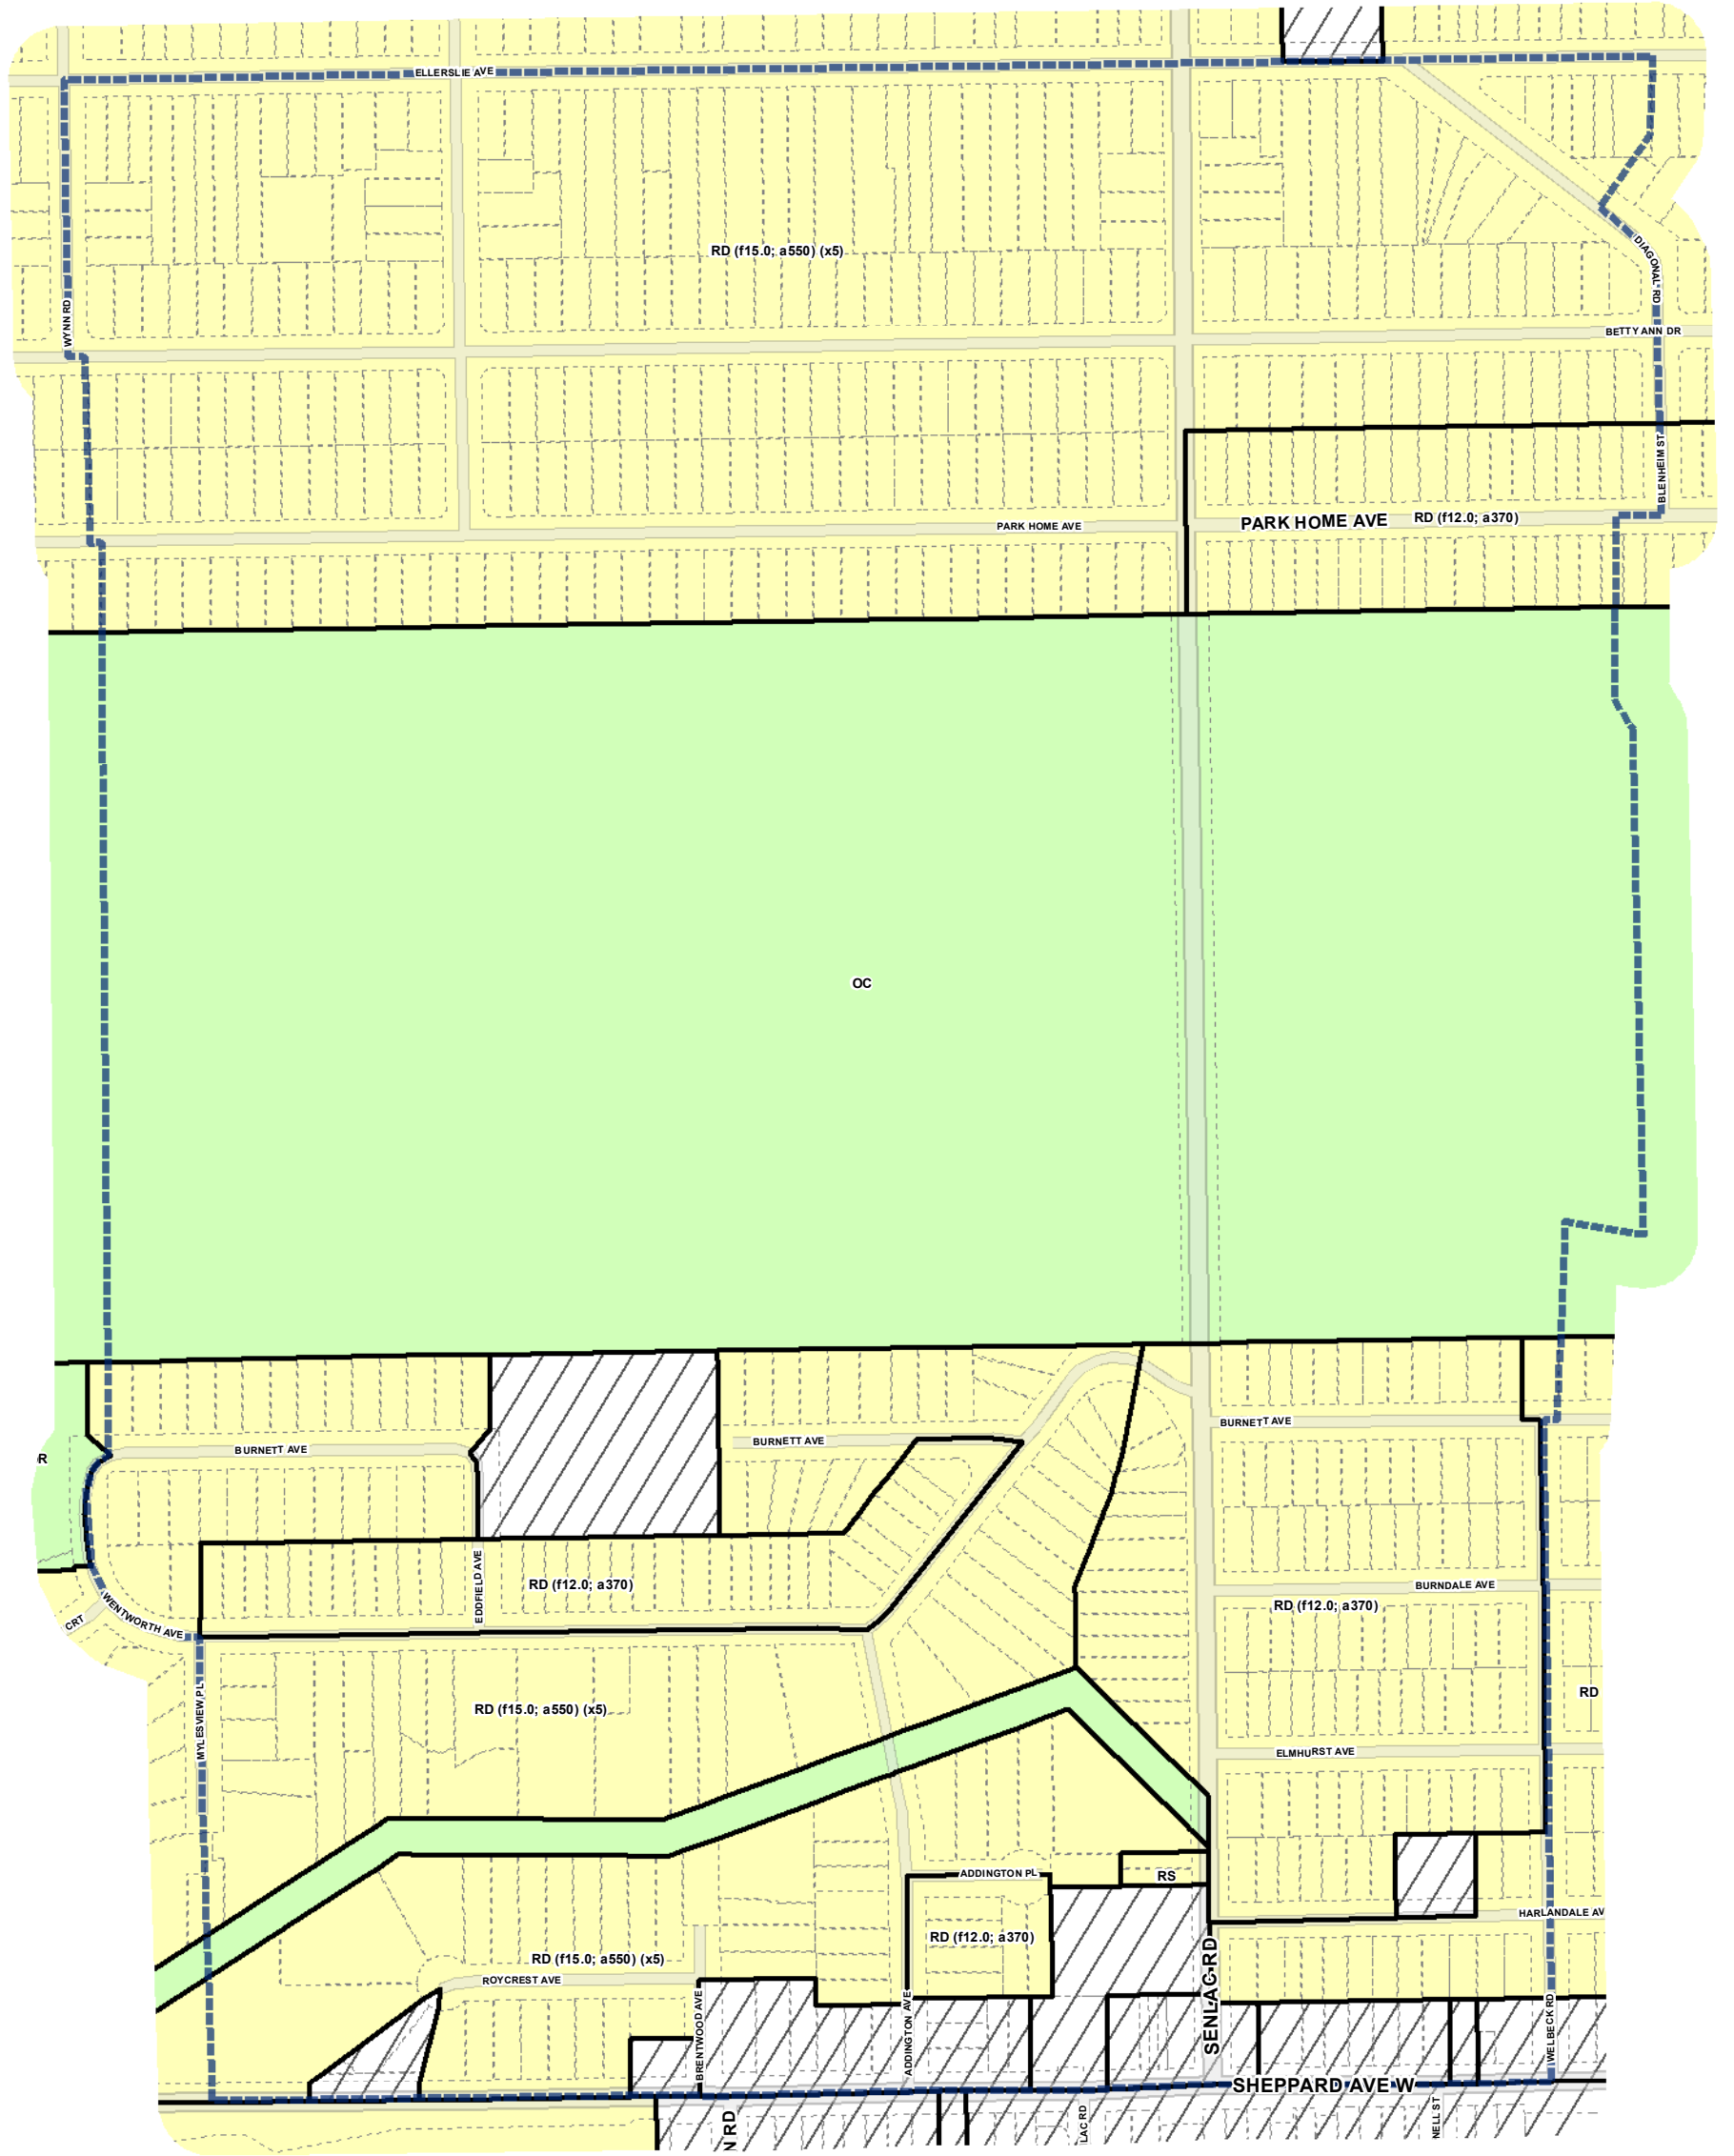 ELLERSLIE AVE
RD (f15.0; a550) (x5)
DIAGONAL RD
WYNN RD
BETTY ANN DR
BLENHEIM ST
PARK HOME AVE
PARK HOME AVE
RD (f12.0; a370)
OC
BURNETT AVE
BURNETT AVE
BURNETT AVE
R
EDDFIELD AVE
RD (f12.0; a370)
BURNDALE AVE
RD (f12.0; a370)
WENTWORTH AVE
CRT
MYLESVIEW PL
RD (f15.0; a550) (x5)
RD
ELMHURST AVE
ADDINGTON PL
RS
HARLANDALE AV
RD (f12.0; a370)
RD (f15.0; a550) (x5)
ROYCREST AVE
BRENTWOOD AVE
ADDINGTON AVE
SENLAC RD
WELBECK RD
SHEPPARD AVE W
N RD
LAC RD
NELL ST